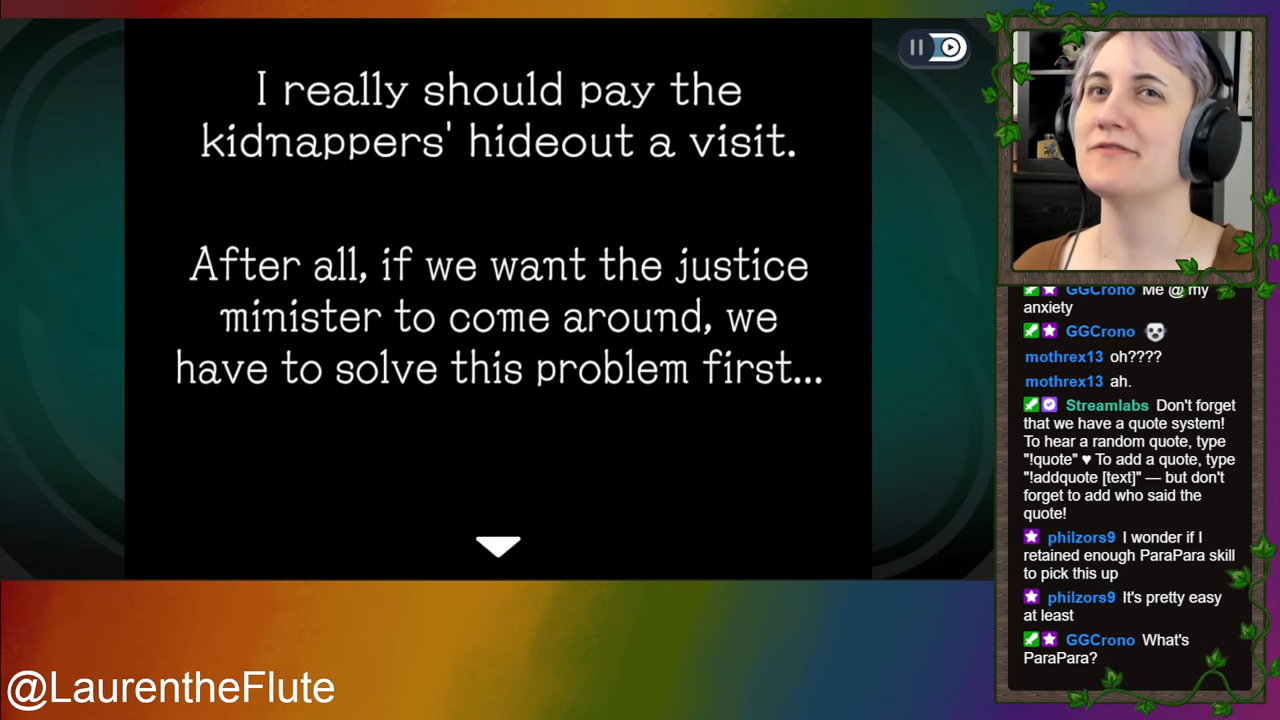 I really should pay the
kidnappers' hideout a visit.
After all, if we want the justice
minister to come around, we
have to solve this problem first...
@LaurentheFlute
GGCrono Me @ my
anxiety
GGCrono
mothrex13 oh????
mothrex13 ah.
Streamlabs Don't forget
that we have a quote system!
To hear a random quote, type
"!quote" ♥ To add a quote, type
"!addquote [text]" — but don't
forget to add who said the
quote!
philzors9 I wonder if I
retained enough ParaPara skill
to pick this up
philzors9 It's pretty easy
at least
GGCrono What's
ParaPara?